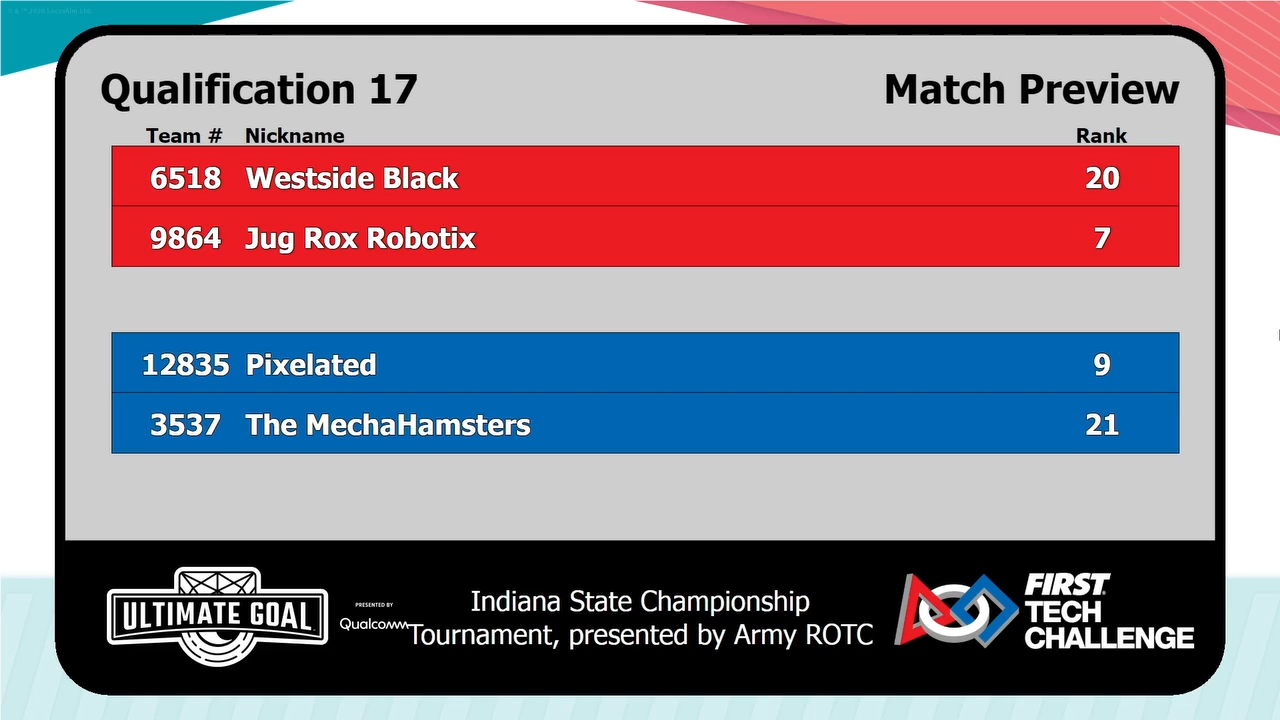 Qualification 17
Match Preview
Team # Nickname Rank
6518 Westside Black 20
9864 Jug Rox Robotix 7
12835 Pixelated 9
3537 The MechaHamsters 21
ULTIMATE GOAL
PRESENTED BY
Qualcomm
Indiana State Championship
Tournament, presented by Army ROTC
FIRST
TECH
CHALLENGE